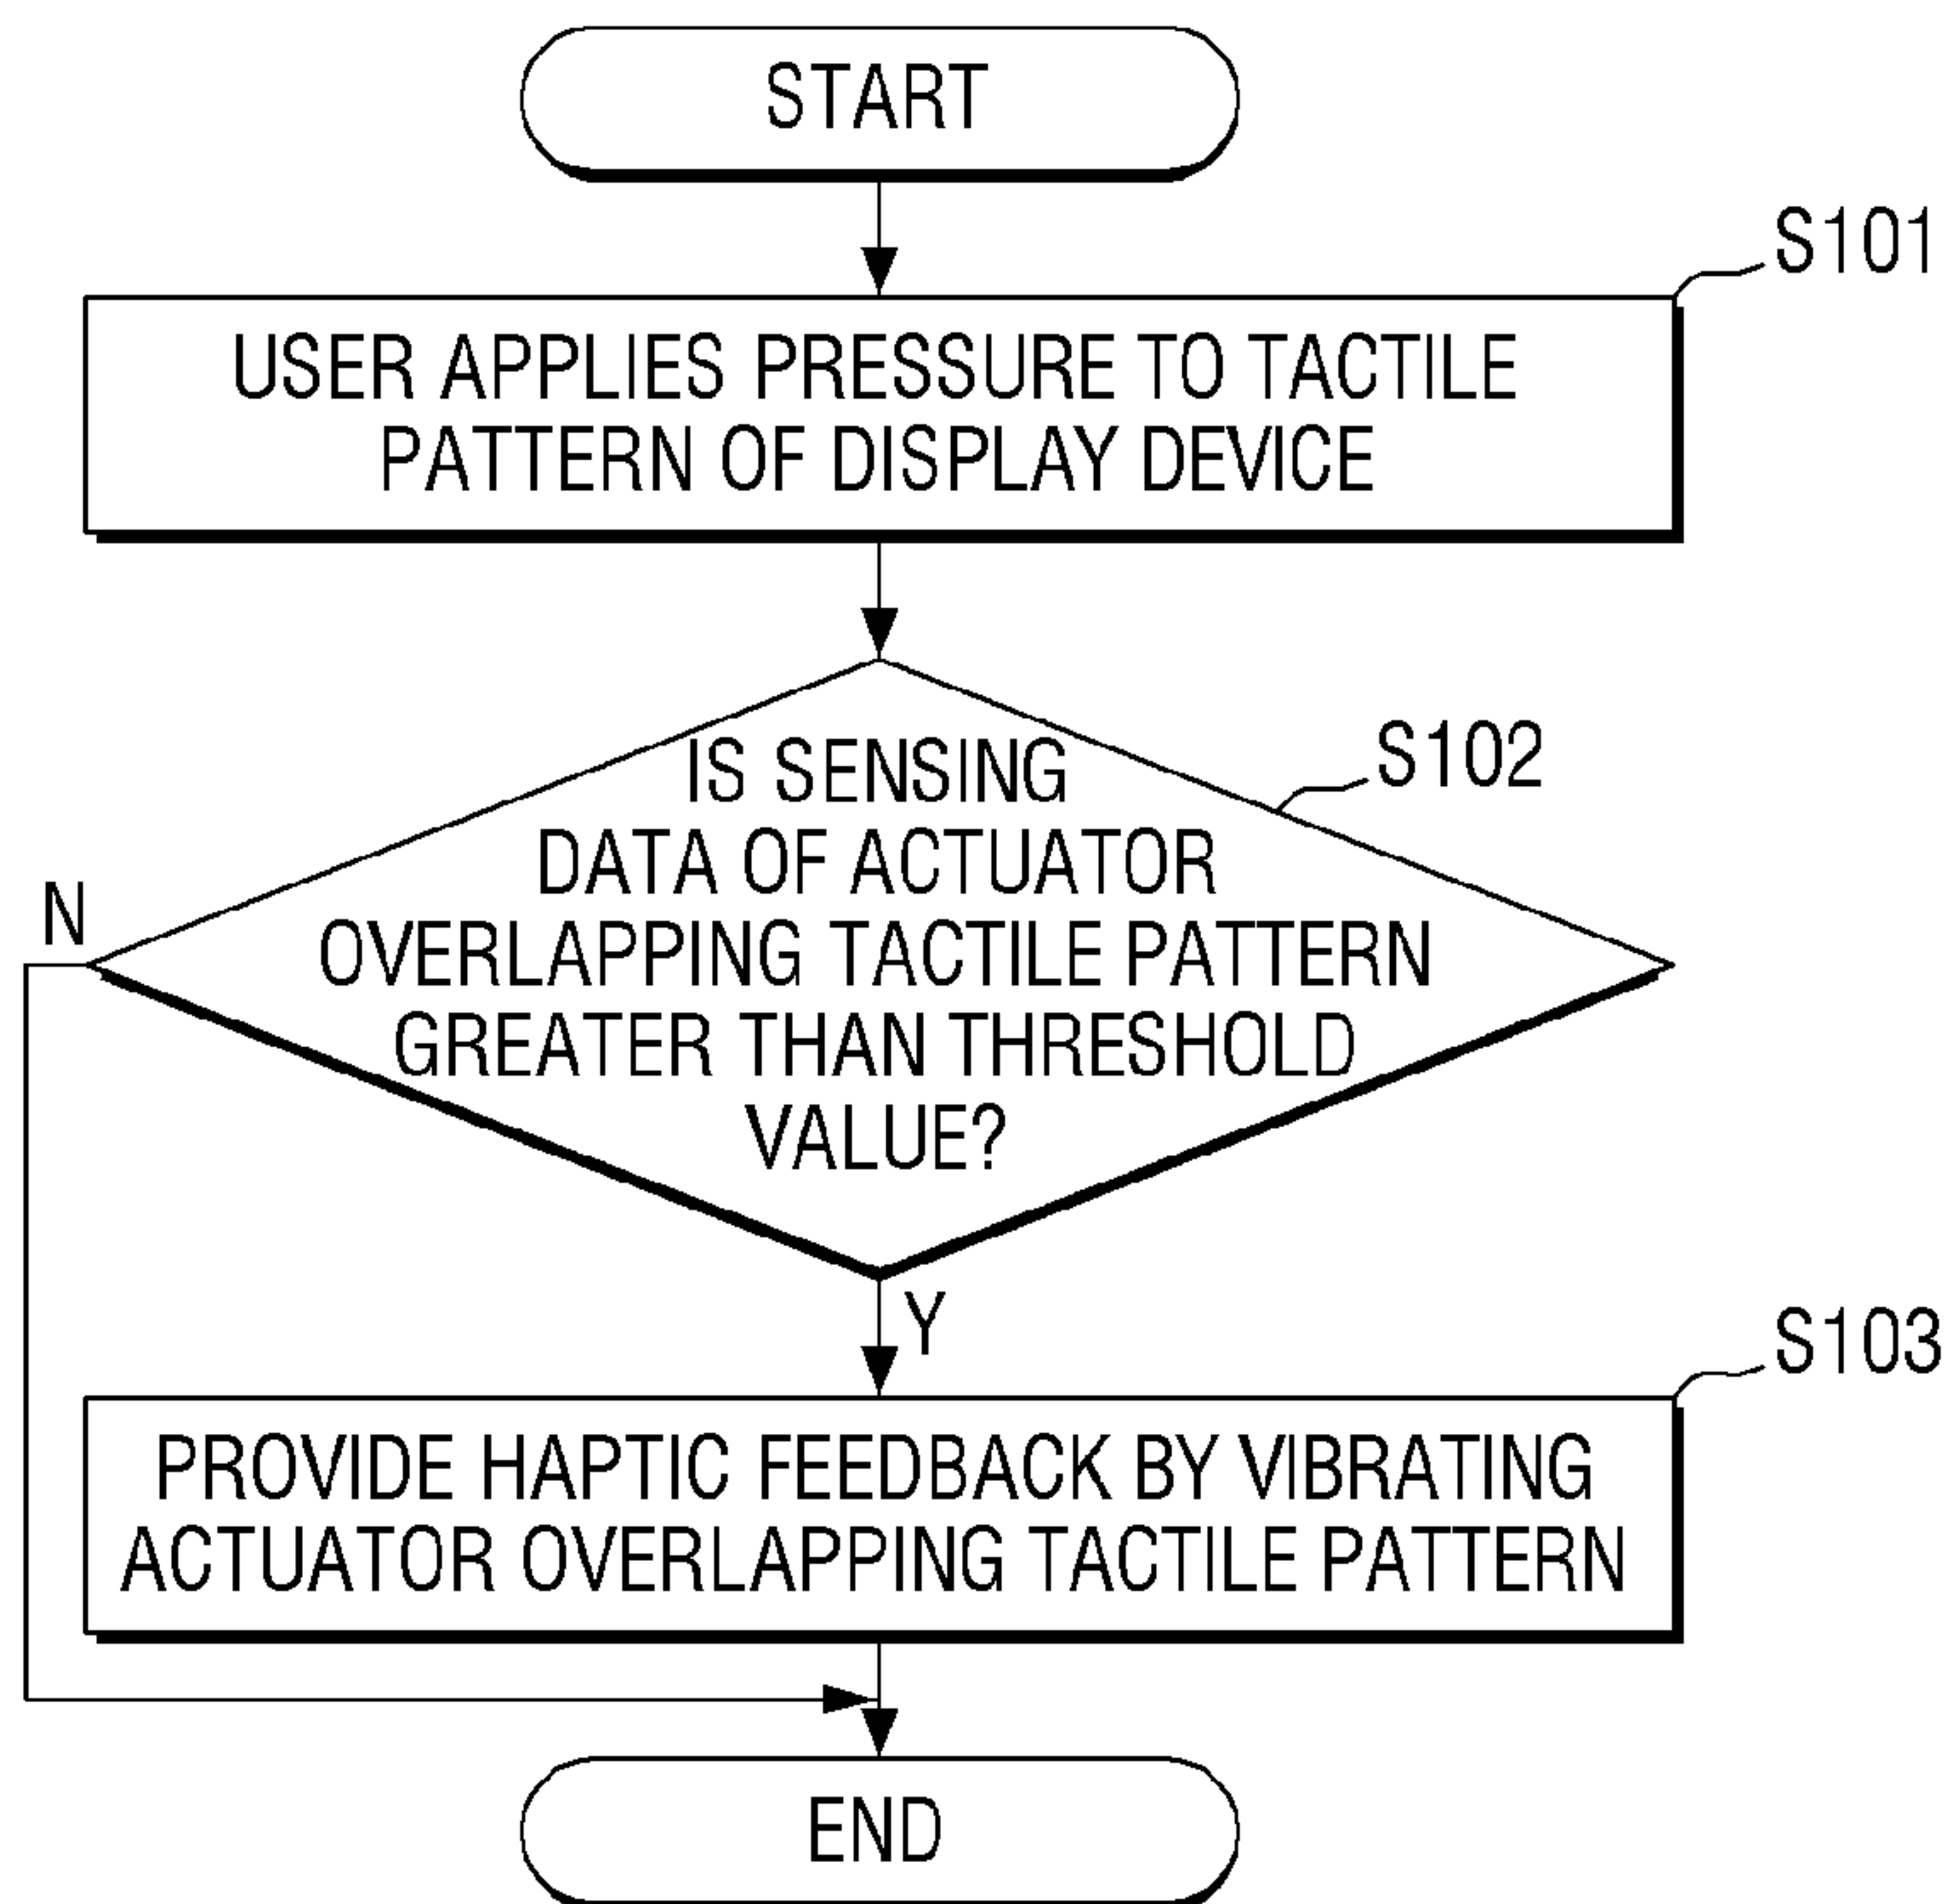 START
S101
USER APPLIES PRESSURE TO TACTILE
PATTERN OF DISPLAY DEVICE
S102
IS SENSING
DATA OF ACTUATOR
OVERLAPPING TACTILE PATTERN
GREATER THAN THRESHOLD
VALUE?
N
Y
S103
PROVIDE HAPTIC FEEDBACK BY VIBRATING
ACTUATOR OVERLAPPING TACTILE PATTERN
END